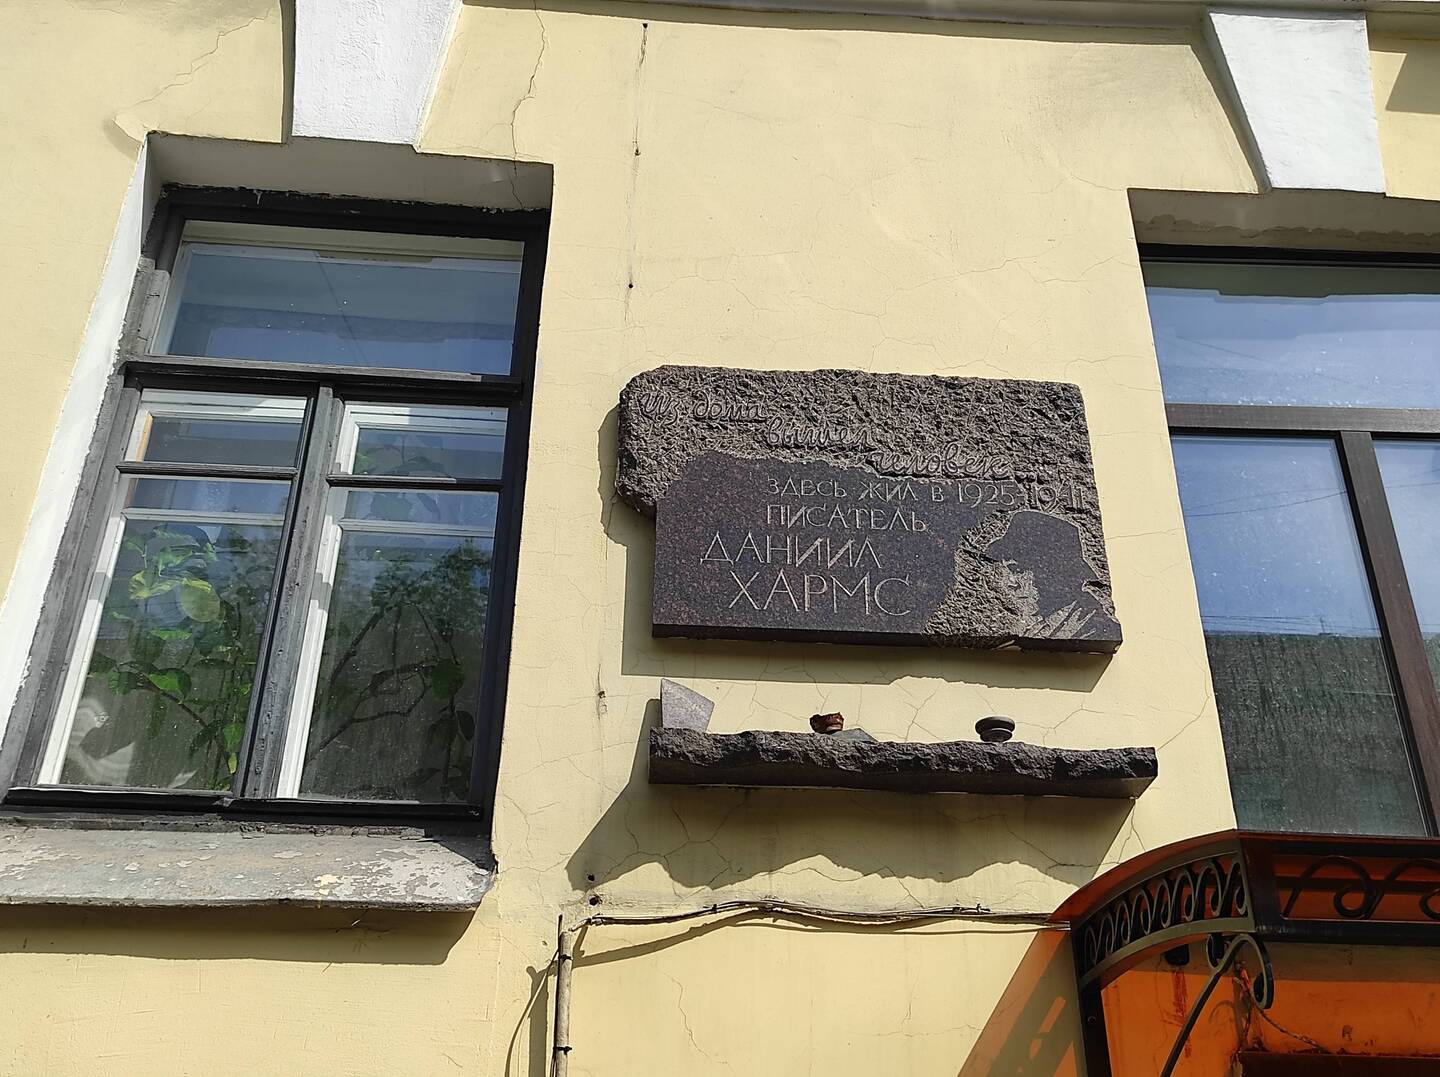 из дома
вышел
человек
ЗДЕСЬ ЖИЛ В 1925-1941
ПИСАТЕЛЬ
ДАНИИЛ
ХАРМС